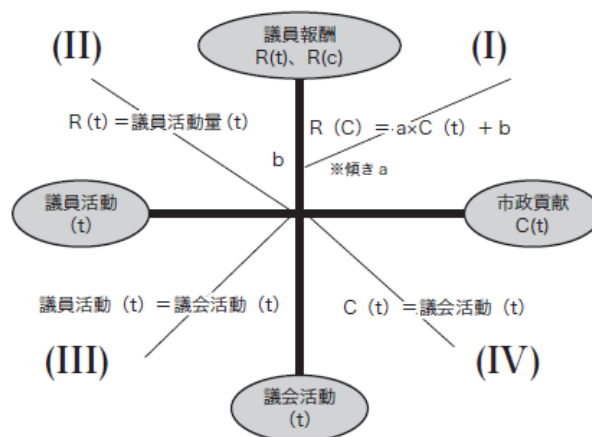 (II)
議員報酬
R(t)、R(c)
(I)
R(t)＝議員活動量(t)
R(C)＝a×C(t)+b
b
※傾きa
議員活動
(t)
市政貢献
C(t)
議員活動(t)＝議会活動(t)
C(t)＝議会活動(t)
(III)
(IV)
議会活動
(t)